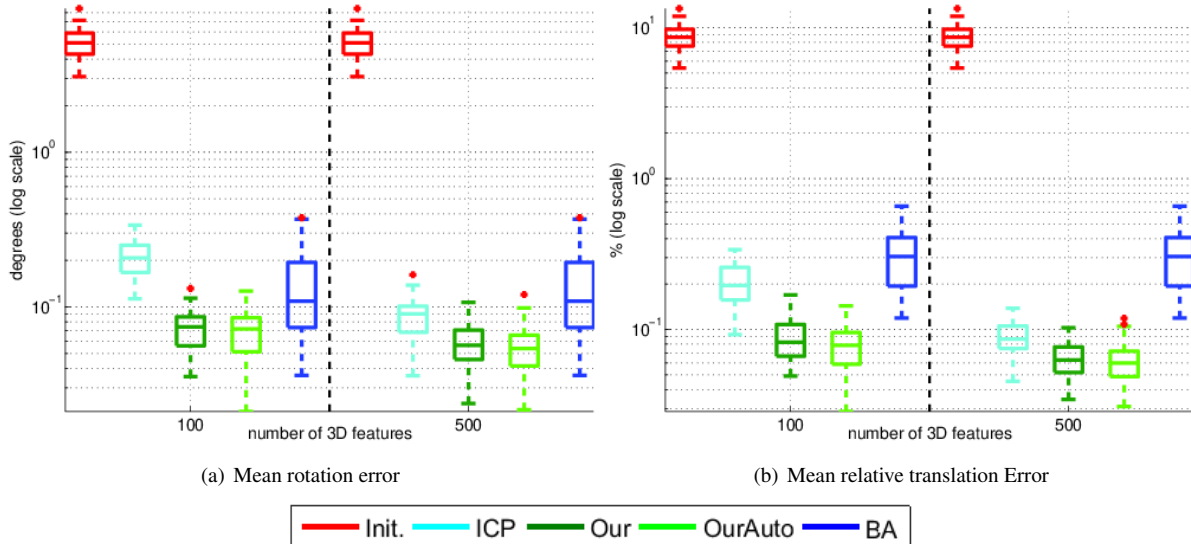 10^0
10^-1
degrees (log scale)
100
500
number of 3D features
(a) Mean rotation error
10^1
10^0
10^-1
% (log scale)
100
500
number of 3D features
(b) Mean relative translation Error
Init. ICP Our OurAuto BA